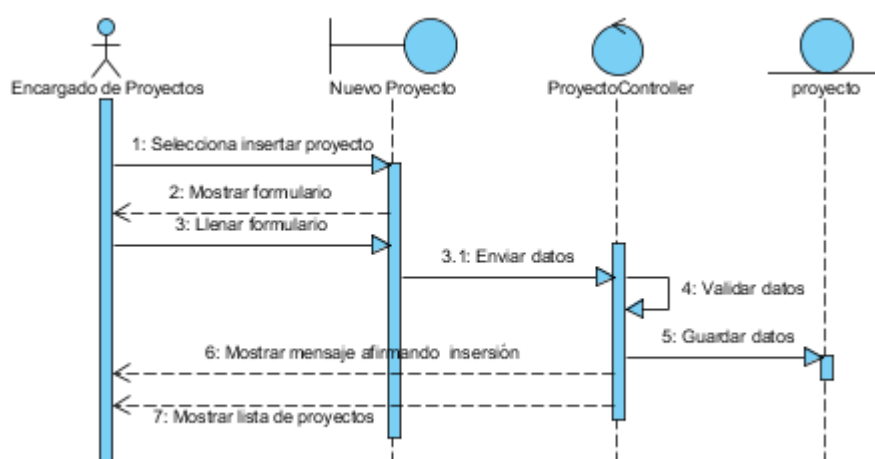 Encargado de Proyectos
Nuevo Proyecto
ProyectoController
proyecto
1: Selecciona insertar proyecto
2: Mostrar formulario
3: Llenar formulario
3.1: Enviar datos
4: Validar datos
5: Guardar datos
6: Mostrar mensaje afirmando insersión
7: Mostrar lista de proyectos